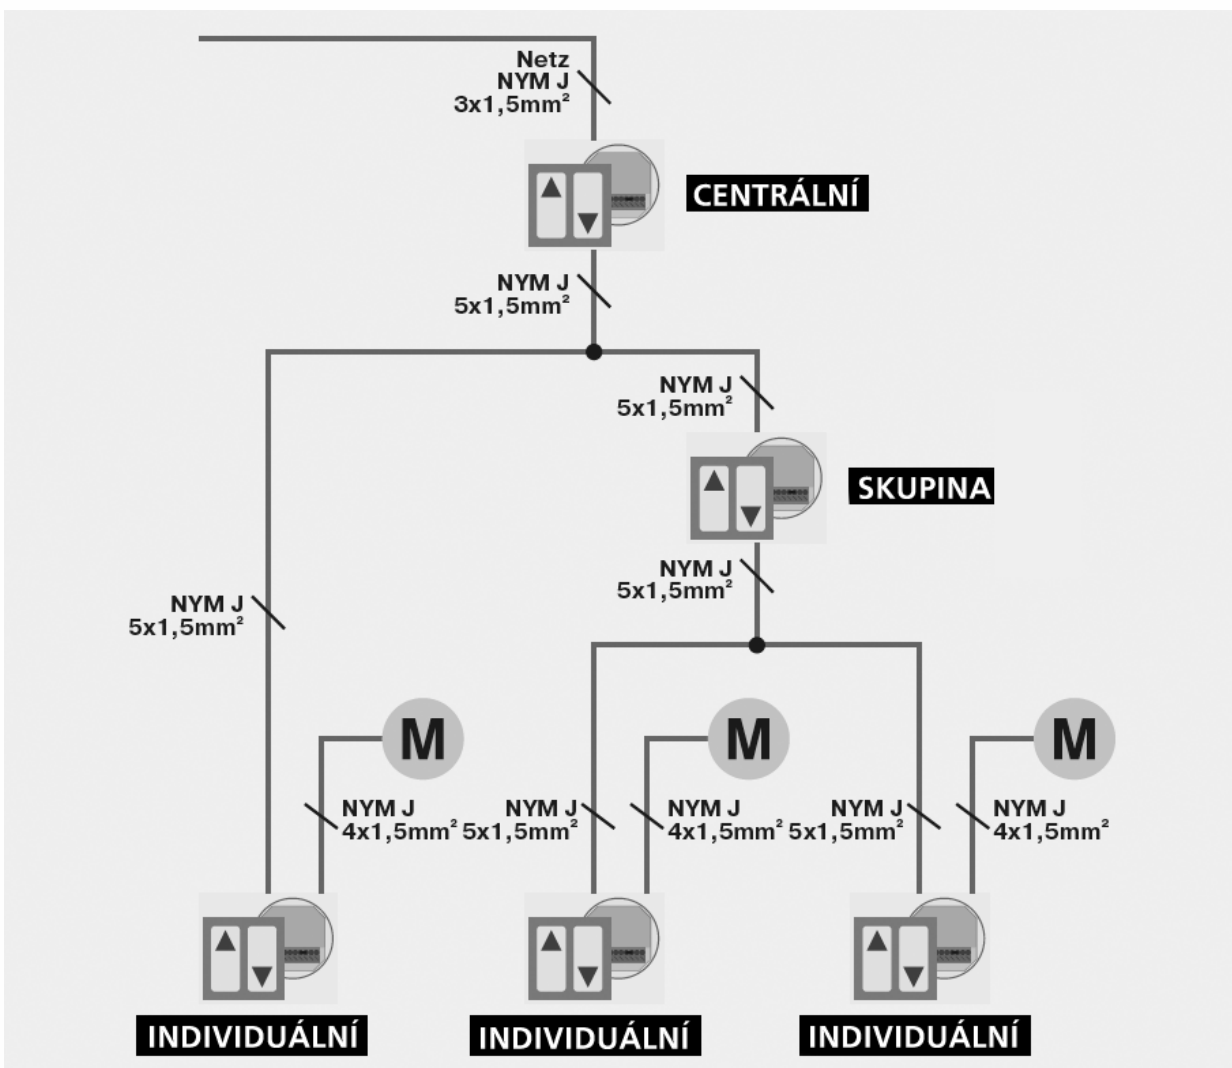 Netz
NYM J
3x1,5mm²
CENTRÁLNÍ
NYM J
5x1,5mm²
NYM J
5x1,5mm²
SKUPINA
NYM J
5x1,5mm²
NYM J
5x1,5mm²
M
M
M
NYM J
4x1,5mm²
NYM J
5x1,5mm²
NYM J
4x1,5mm²
NYM J
5x1,5mm²
NYM J
4x1,5mm²
INDIVIDUÁLNÍ
INDIVIDUÁLNÍ
INDIVIDUÁLNÍ